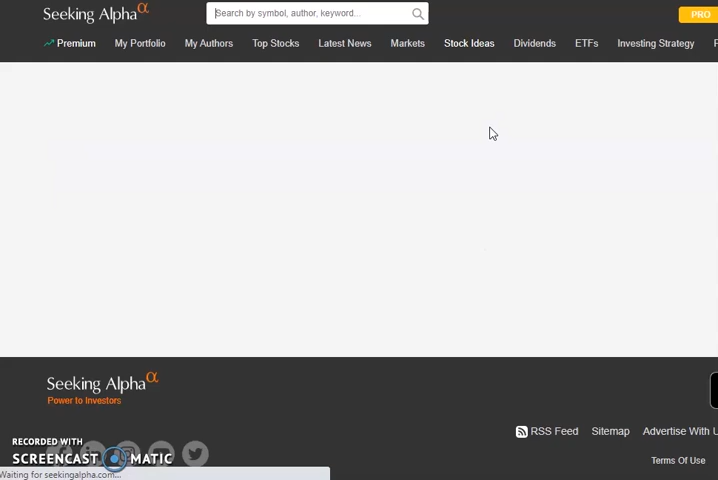 Seeking Alpha α
Search by symbol, author, keyword...
PRO
Premium My Portfolio My Authors Top Stocks Latest News Markets Stock Ideas Dividends ETFs Investing Strategy
Seeking Alpha α
Power to Investors
RSS Feed Sitemap Advertise With U
RECORDED WITH
SCREENCAST MATIC
Terms Of Use
Waiting for seekingalpha.com...